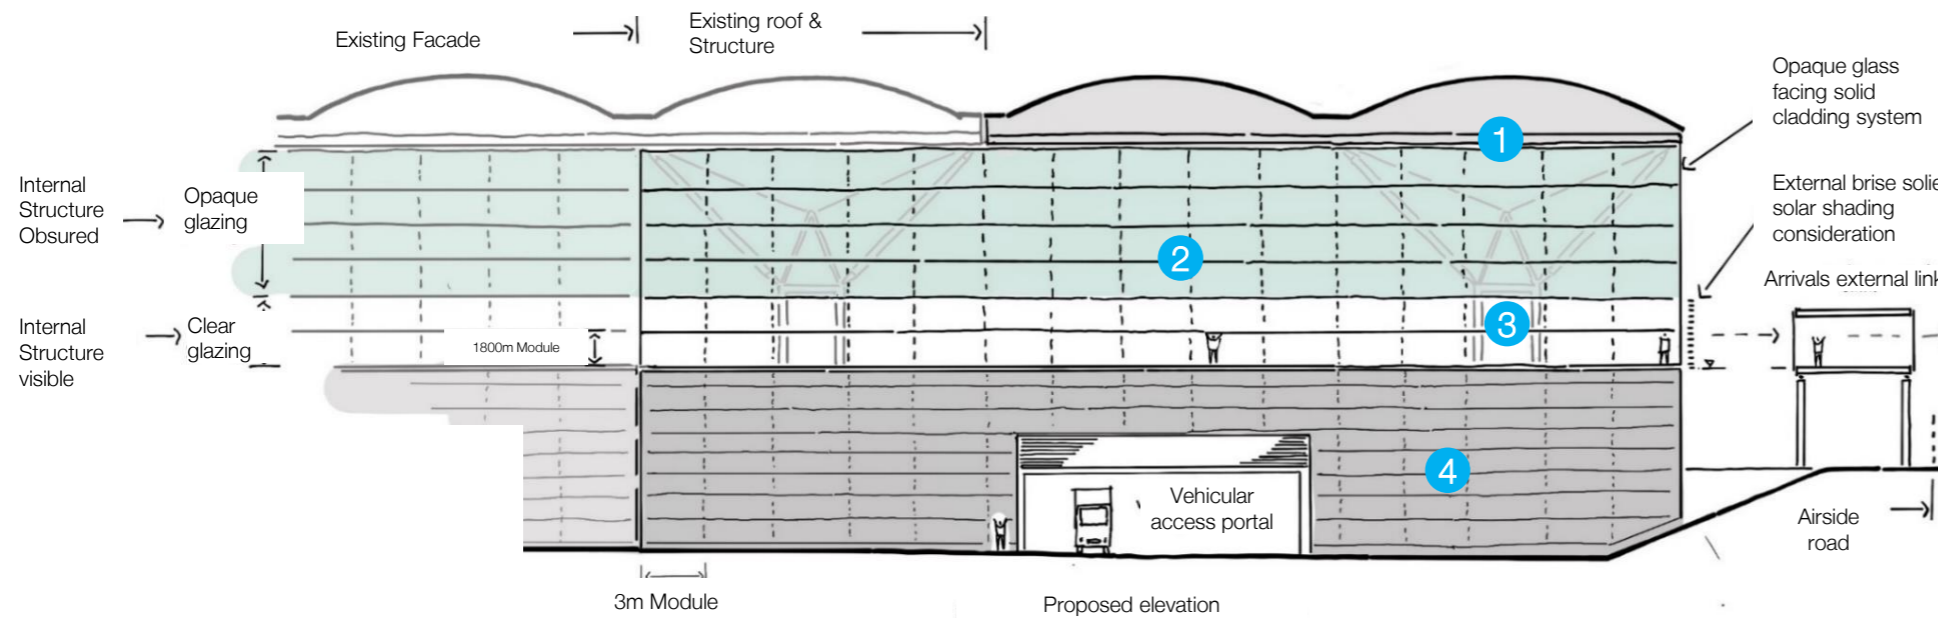 Existing Facade
Existing roof &
Structure
Opaque glass
facing solid
cladding system
1
Internal
Structure
Obsured
Opaque
glazing
External brise solie
solar shading
consideration
2
Arrivals external link
Internal
Structure
visible
Clear
glazing
1800m Module
3
4
Vehicular
access portal
Airside
road
3m Module
Proposed elevation